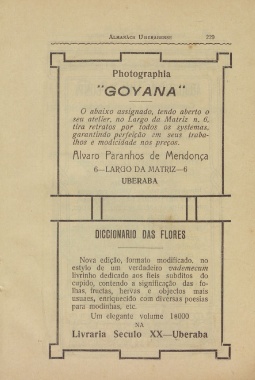 ALMANACH UBERABENSE 229
Photographia
"GOYANA"
O abaixo assignado, tendo aberto o
seu atelier, no Largo da Matriz n. 6,
tira retratos por todos os systemas,
garantindo perfeição em seus traba-
lhos e modicidade nos preços.
Alvaro Paranhos de Mendonça
6—LARGO DA MATRIZ—6
UBERABA
DICCIONARIO DAS FLORES
Nova edição, formato modificado, no
estylo de um verdadeiro vademecum
livrinho dedicado aos fieis subditos do
cupido, contendo a significação das fo-
lhas, fructas, hervas e objectos mais
usuaes, enriquecido com diversas poesias
para modinhas, etc.
Um elegante volume 1$000
NA
Livraria Seculo XX—Uberaba